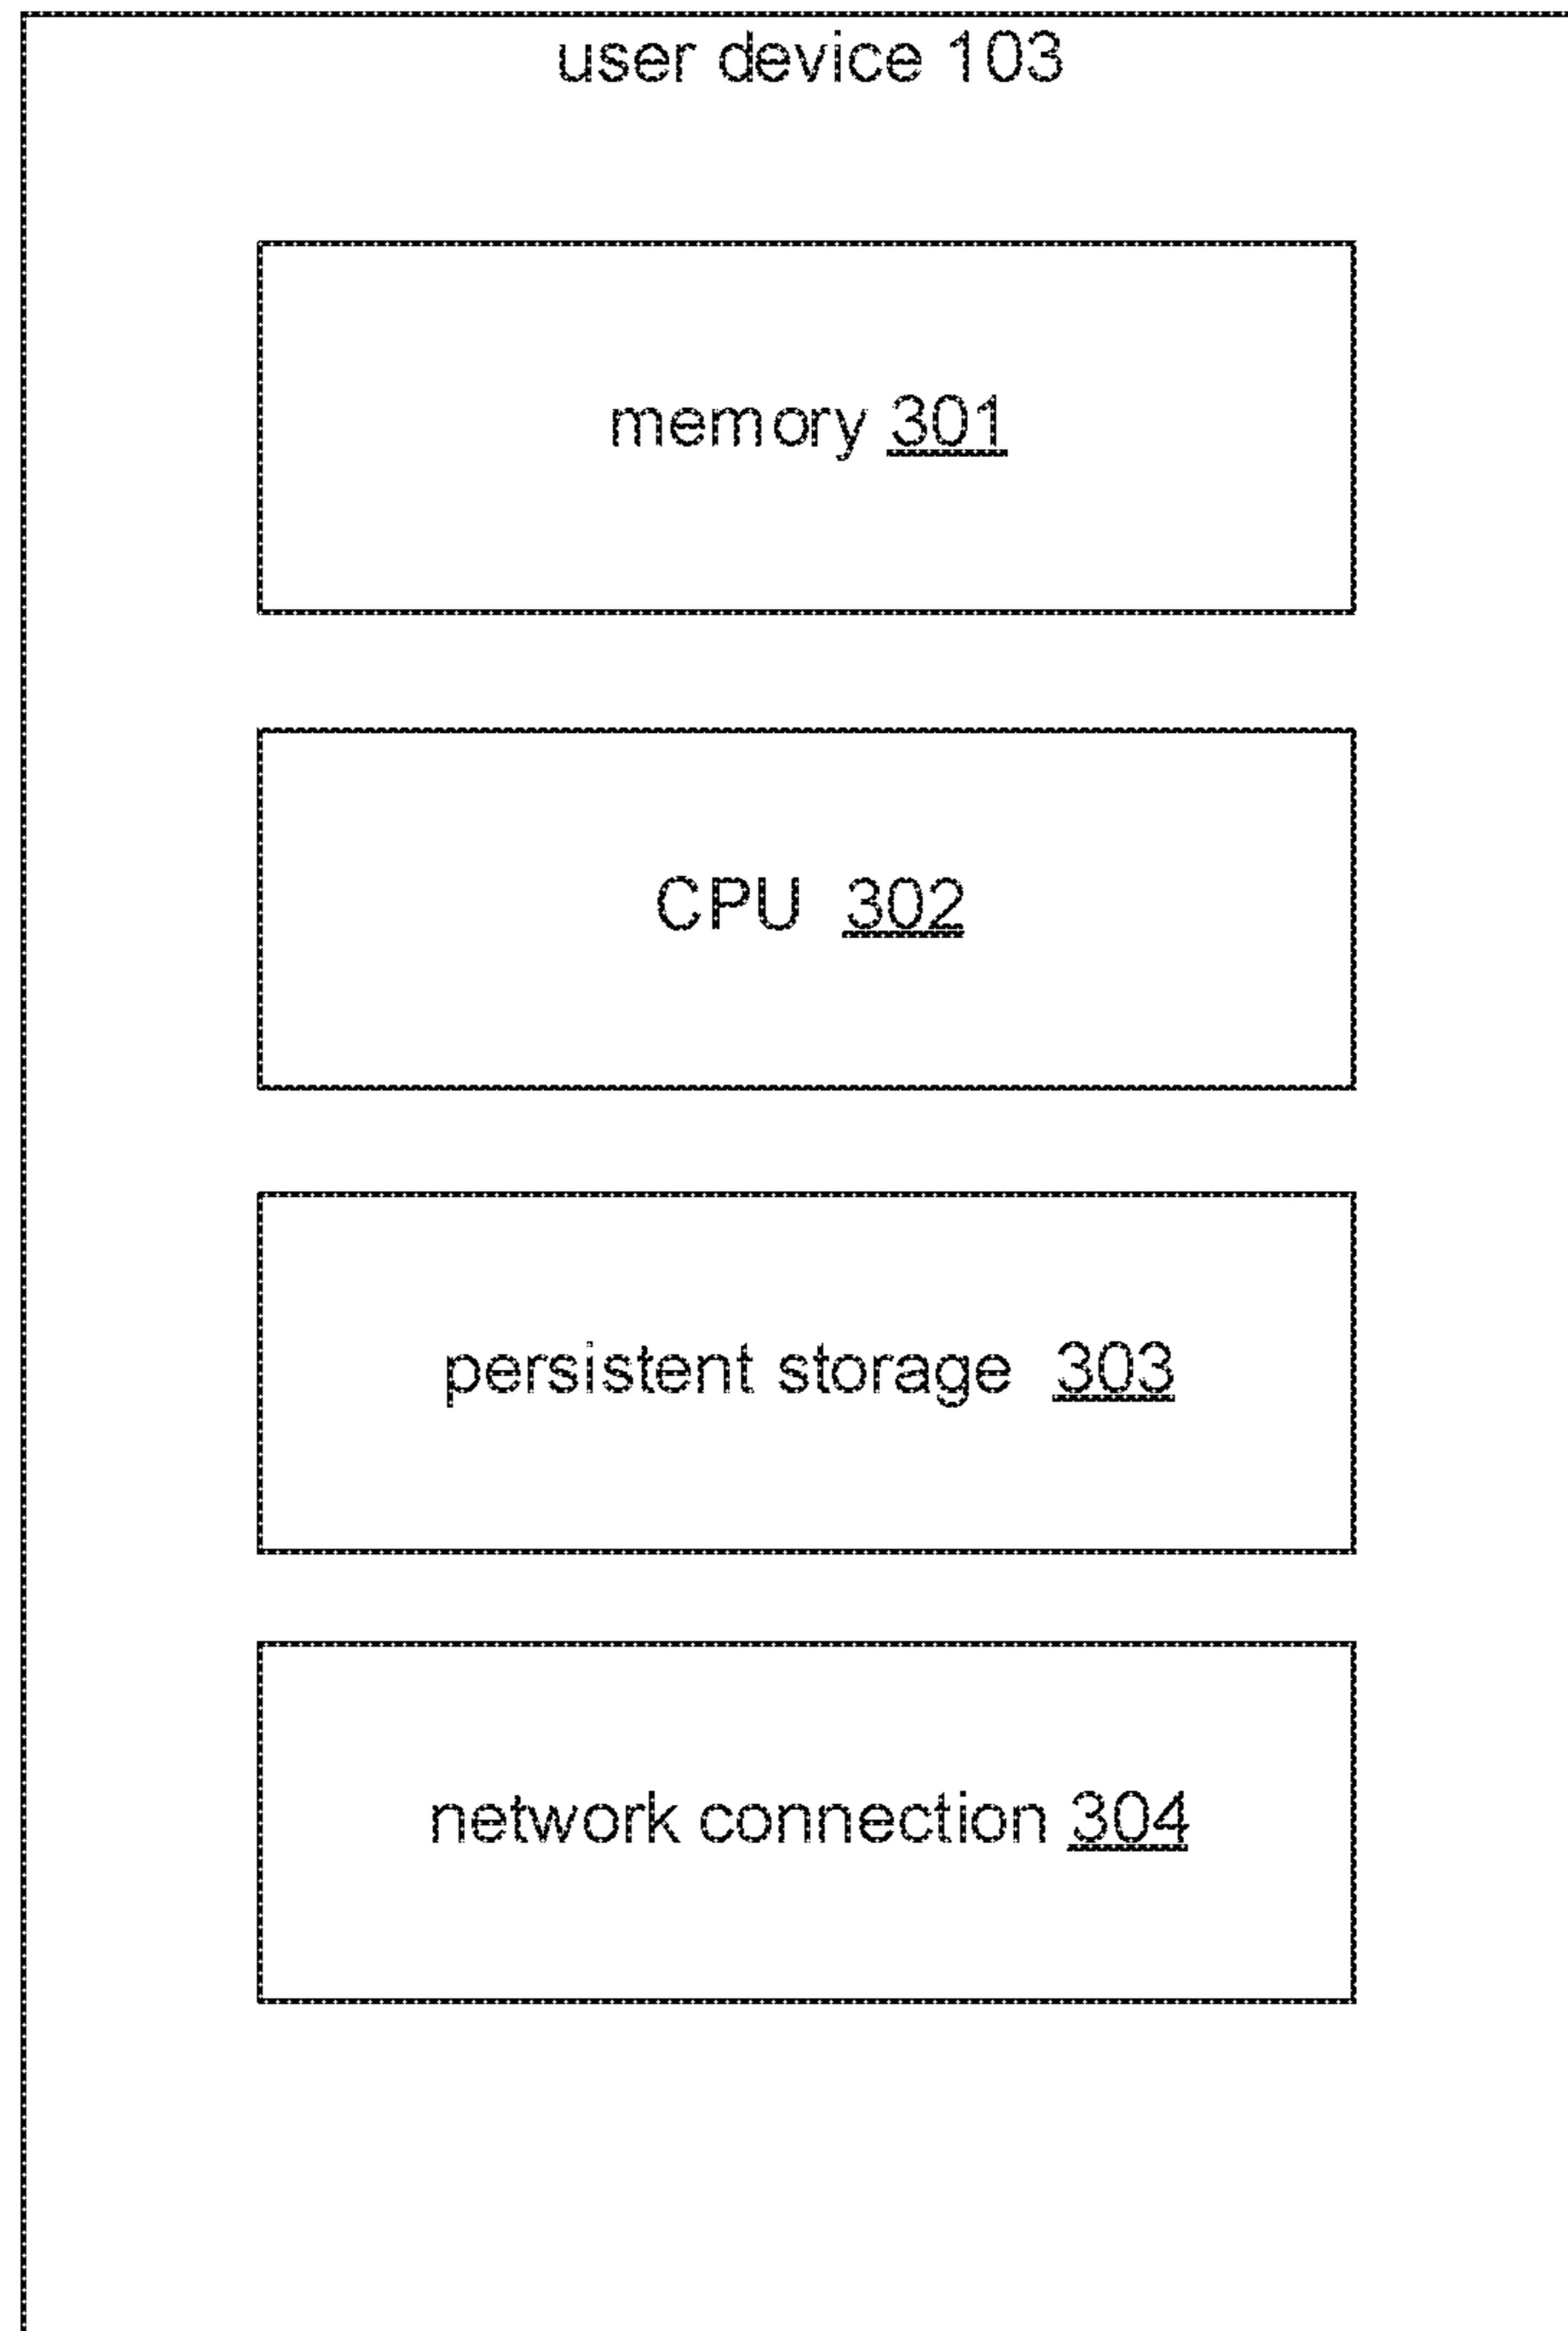 user device 103
memory 301
CPU 302
persistent storage 303
network connection 304